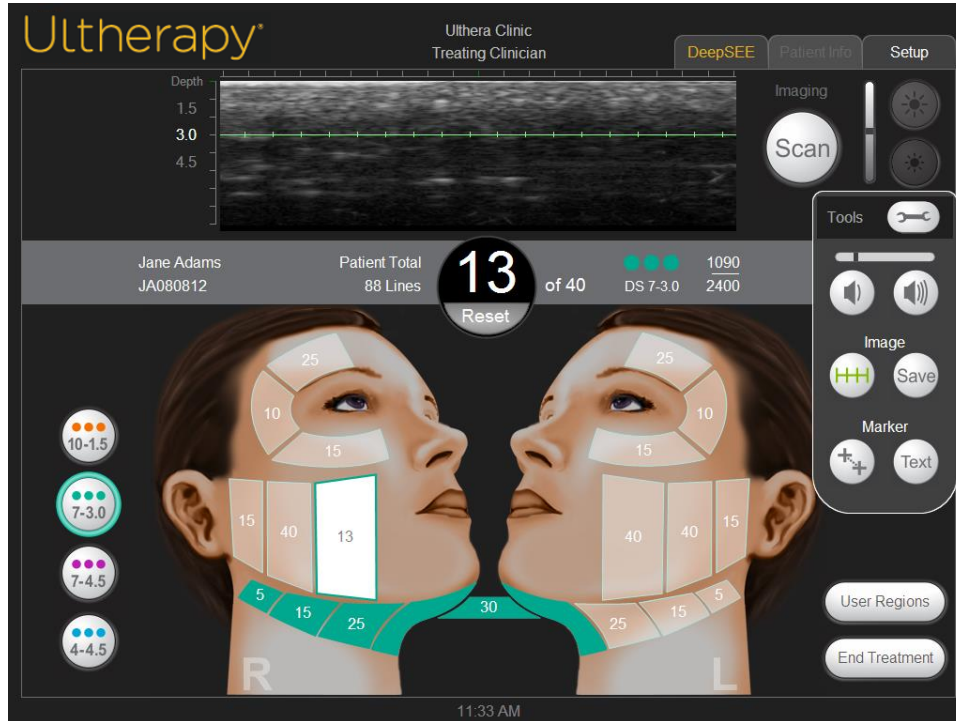 Ultherapy
Ulthera Clinic
Treating Clinician
DeepSEE
Patient Info
Setup
Depth
1.5
3.0
4.5
Imaging
Scan
Tools
Jane Adams
JA080812
Patient Total
88 Lines
13
Reset
of 40
DS 7-3.0
1090
2400
Image
Save
Marker
Text
10-1.5
7-3.0
7-4.5
4-4.5
25
10
15
15
40
13
5
15
25
30
25
10
15
40
40
15
25
15
5
R
L
User Regions
End Treatment
11:33 AM